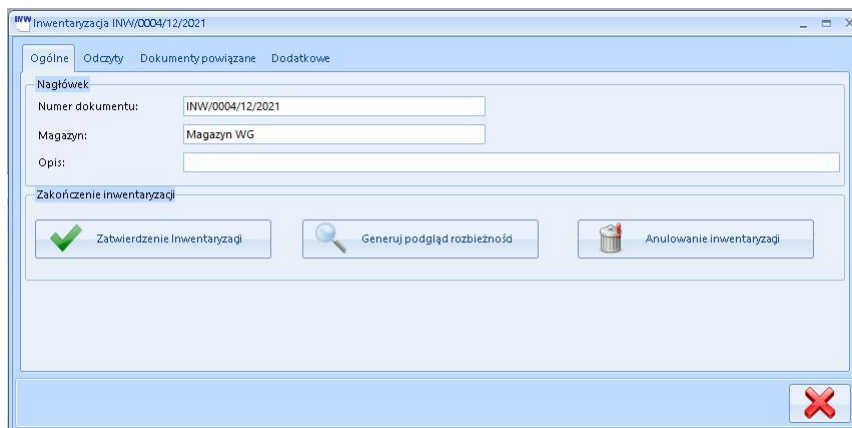 INW Inwentaryzacja INW/0004/12/2021
Ogólne Odczyty Dokumenty powiązane Dodatkowe
Nagłówek
Numer dokumentu: INW/0004/12/2021
Magazyn: Magazyn WG
Opis:
Zakończenie inwentaryzacji
Zatwierdzenie Inwentaryzacji Generuj podgląd rozbieżności Anulowanie inwentaryzacji